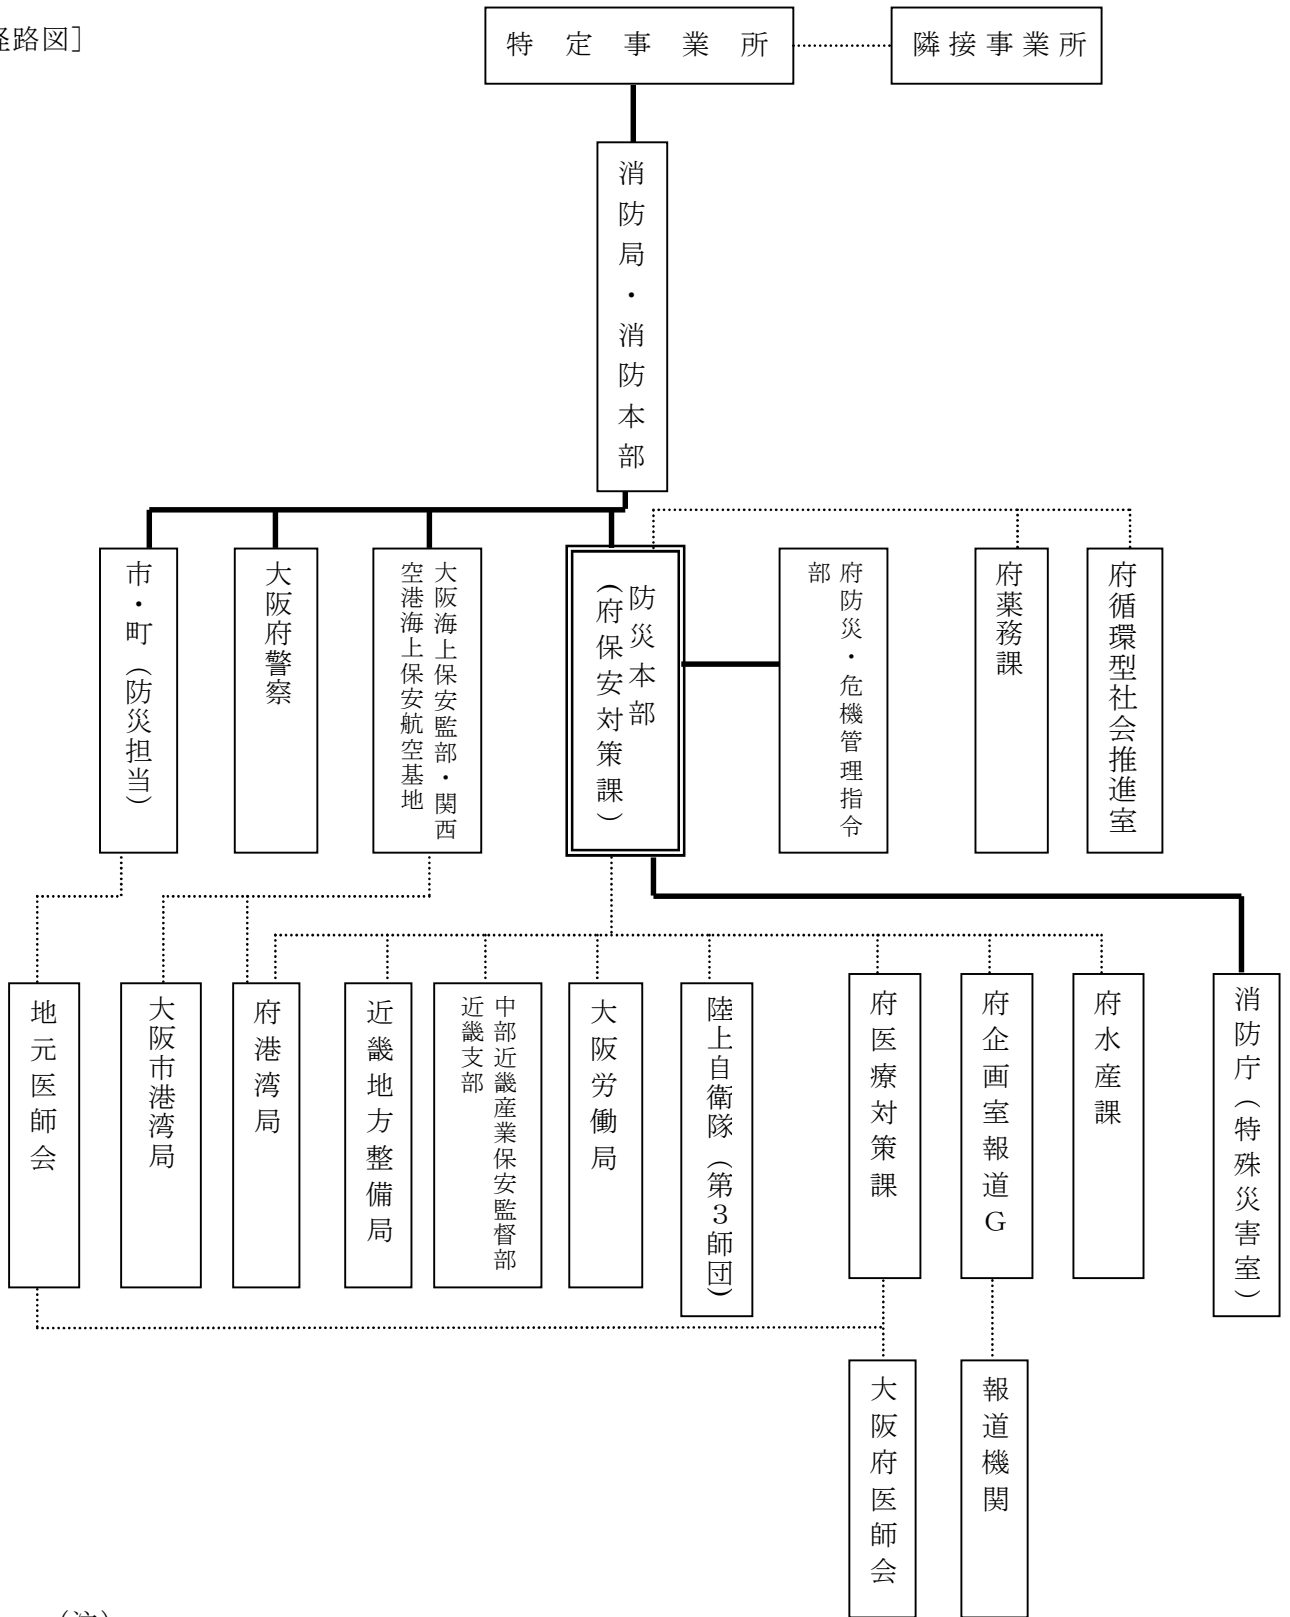 経路図]
特定事業所
隣接事業所
消防局・消防本部
市・町（防災担当）
大阪府警察
大阪海上保安監部・関西
空港海上保安航空基地
防災本部
（府保安対策課）
府防災・危機管理指令
部
府薬務課
府循環型社会推進室
地元医師会
大阪市港湾局
府港湾局
近畿地方整備局
中部近畿産業保安監督部
近畿支部
大阪労働局
陸上自衛隊（第３師団）
府医療対策課
府企画室報道Ｇ
府水産課
消防庁（特殊災害室）
大阪府医師会
報道機関
（注）